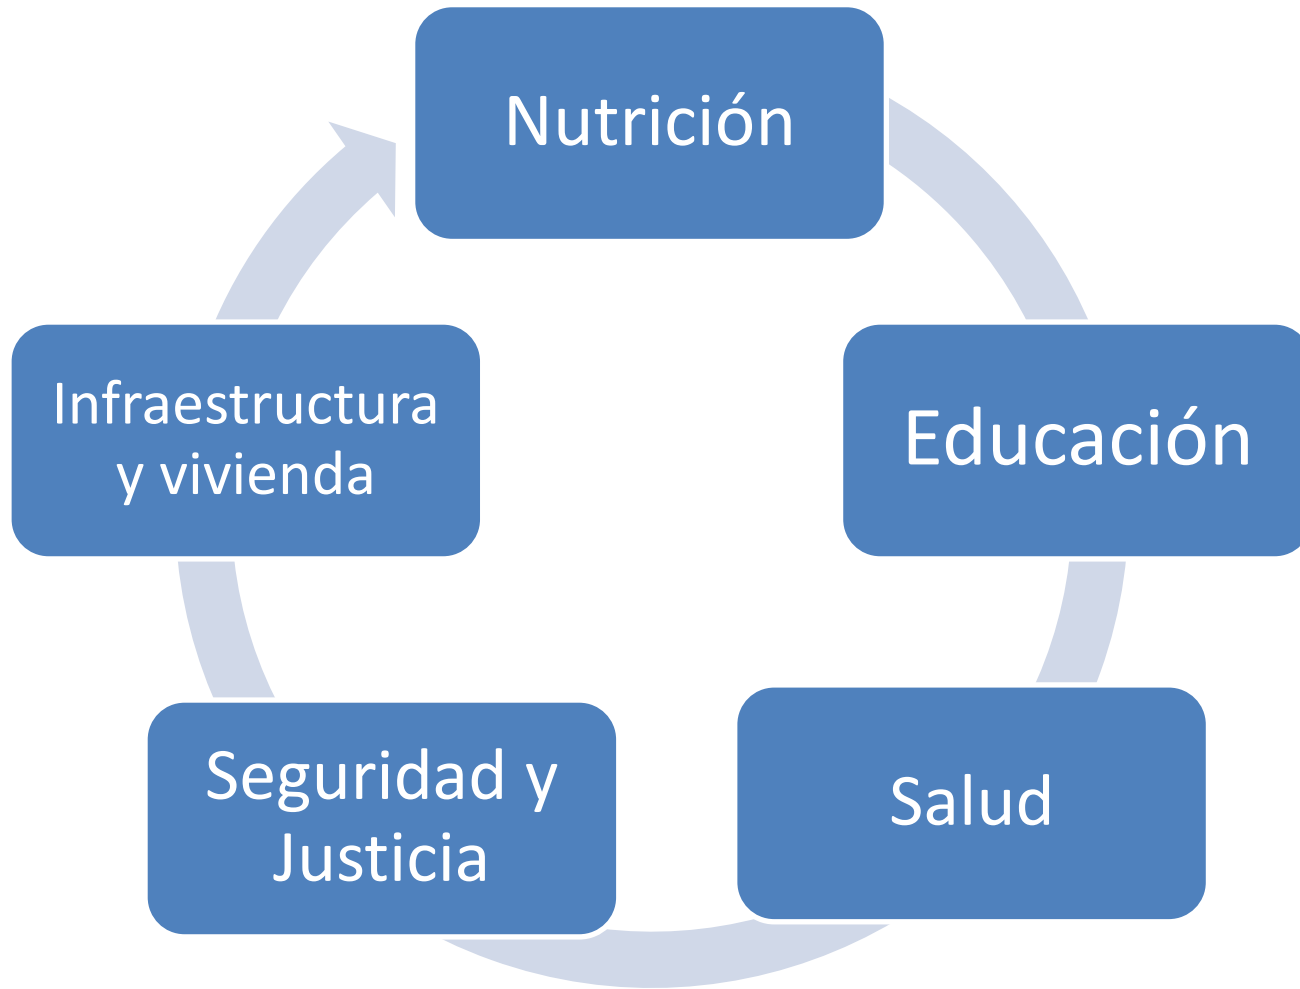 Nutrición
Educación
Salud
Seguridad y
Justicia
Infraestructura
y vivienda